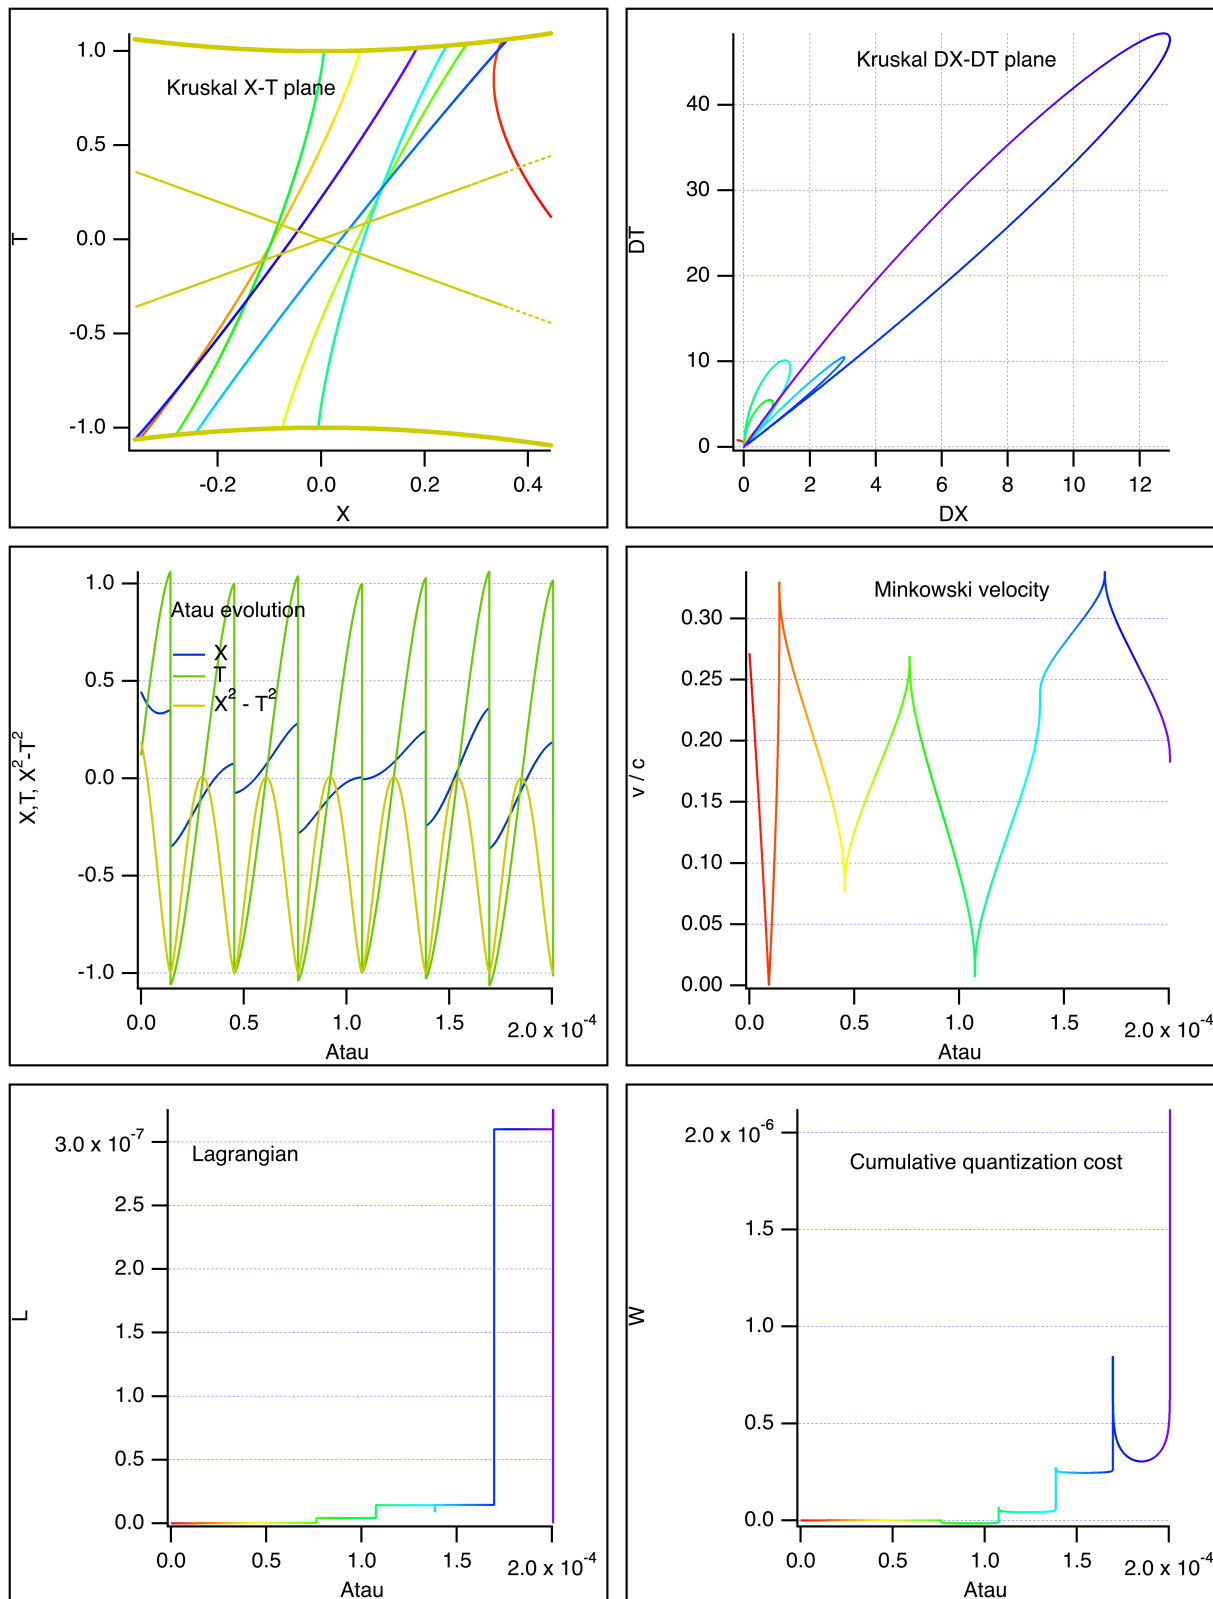 Kruskal X-T plane
T
1.0
0.5
0.0
-0.5
-1.0
-0.2
0.0
0.2
0.4
X
Kruskal DX-DT plane
DT
40
30
20
10
0
0
2
4
6
8
10
12
DX
Atau evolution
X
T
X² - T²
X,T, X²-T²
1.0
0.5
0.0
-0.5
-1.0
0.0
0.5
1.0
1.5
2.0 x 10⁻⁴
Atau
Minkowski velocity
v / c
0.30
0.25
0.20
0.15
0.10
0.05
0.00
0.0
0.5
1.0
1.5
2.0 x 10⁻⁴
Atau
Lagrangian
L
3.0 x 10⁻⁷
2.5
2.0
1.5
1.0
0.5
0.0
0.0
0.5
1.0
1.5
2.0 x 10⁻⁴
Atau
Cumulative quantization cost
W
2.0 x 10⁻⁶
1.5
1.0
0.5
0.0
0.0
0.5
1.0
1.5
2.0 x 10⁻⁴
Atau